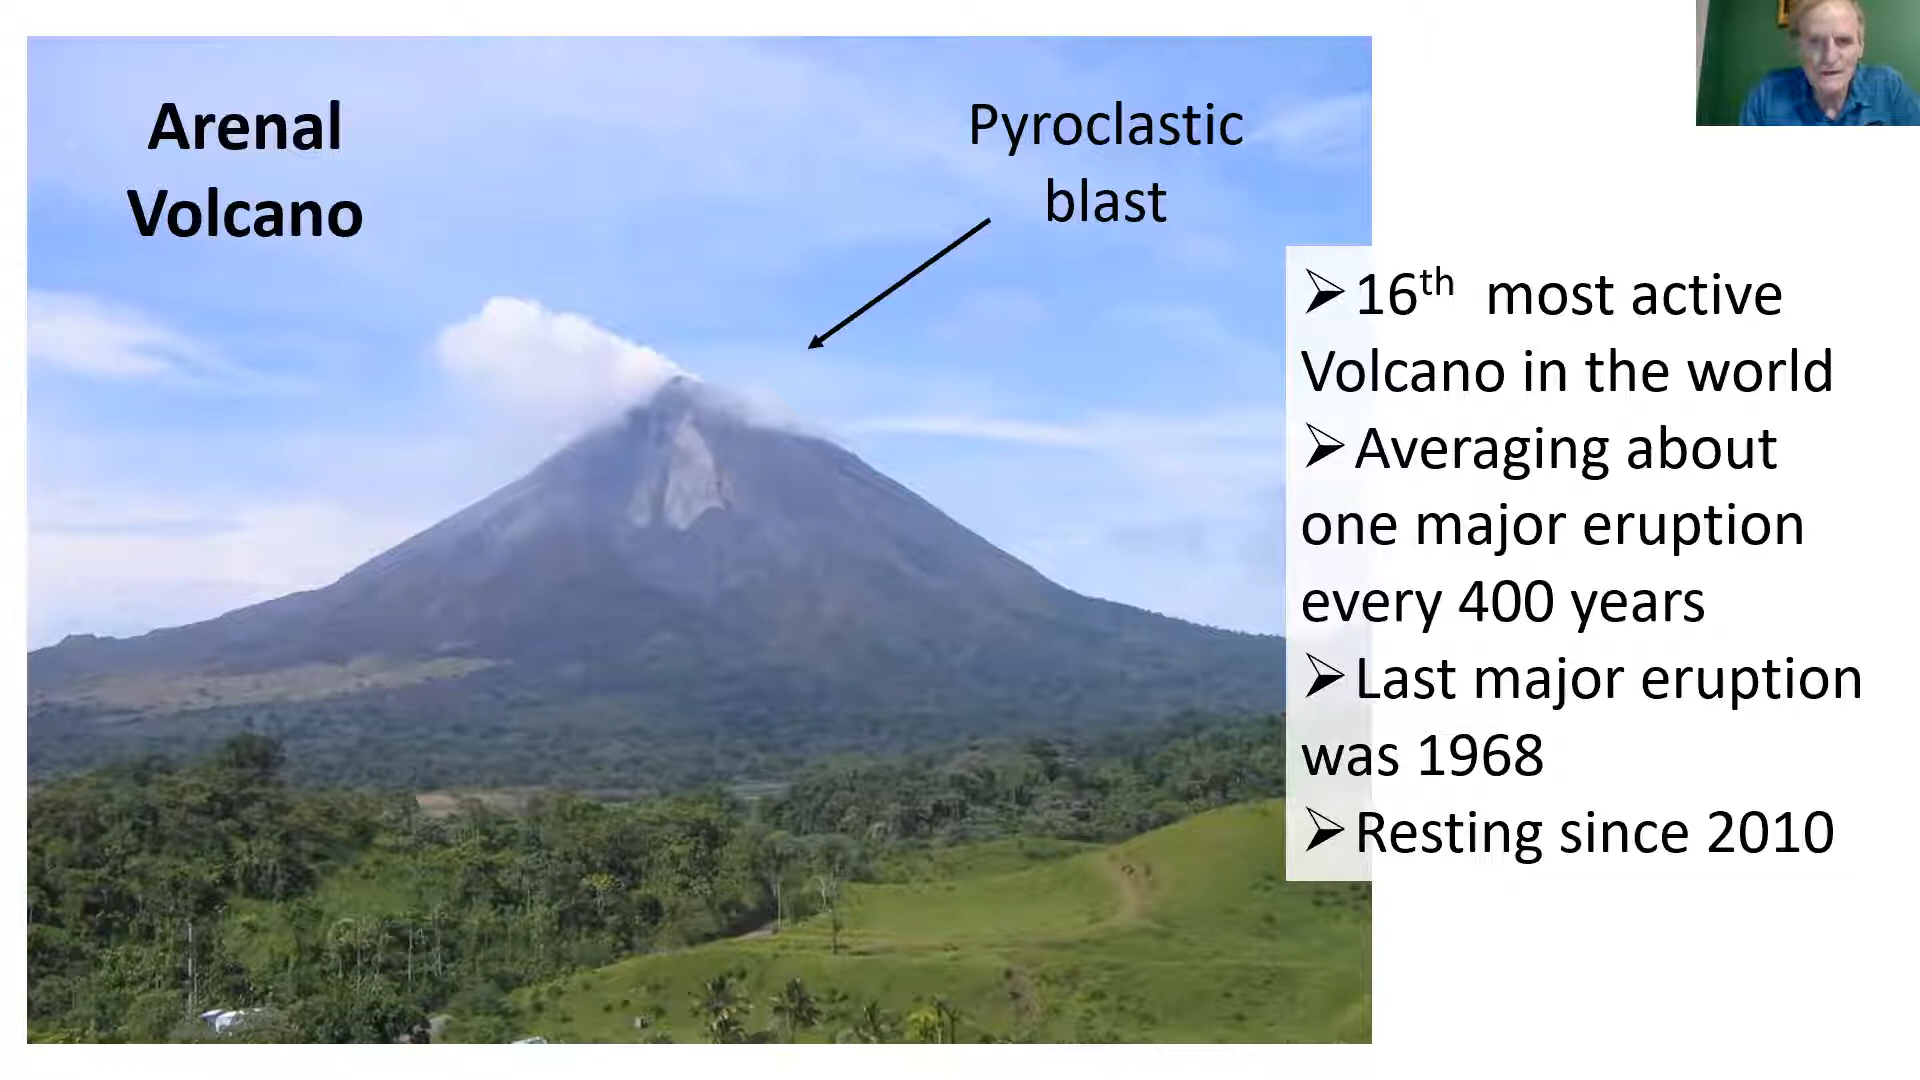 Arenal
Volcano
Pyroclastic
blast
➢16th most active
Volcano in the world
➢Averaging about
one major eruption
every 400 years
➢Last major eruption
was 1968
➢Resting since 2010